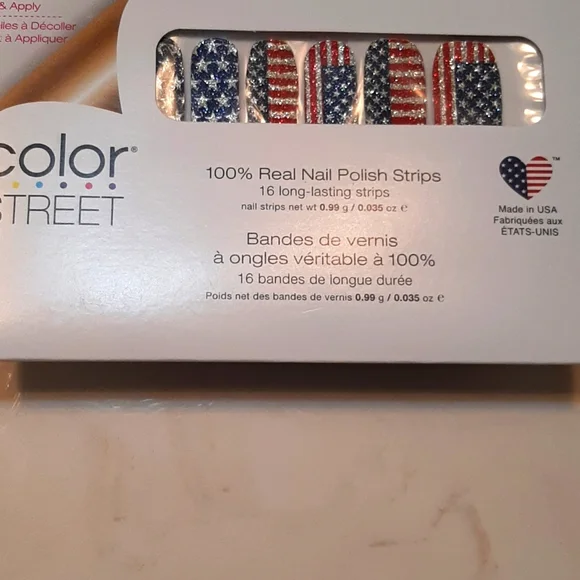 & Apply
à Décoller
à Appliquer
color®
STREET
100% Real Nail Polish Strips
16 long-lasting strips
nail strips net wt 0.99 g / 0.035 oz ℮
Bandes de vernis
à ongles véritable à 100%
16 bandes de longue durée
Poids net des bandes de vernis 0.99 g / 0.035 oz ℮
™
Made in USA
Fabriquées aux
ÉTATS-UNIS